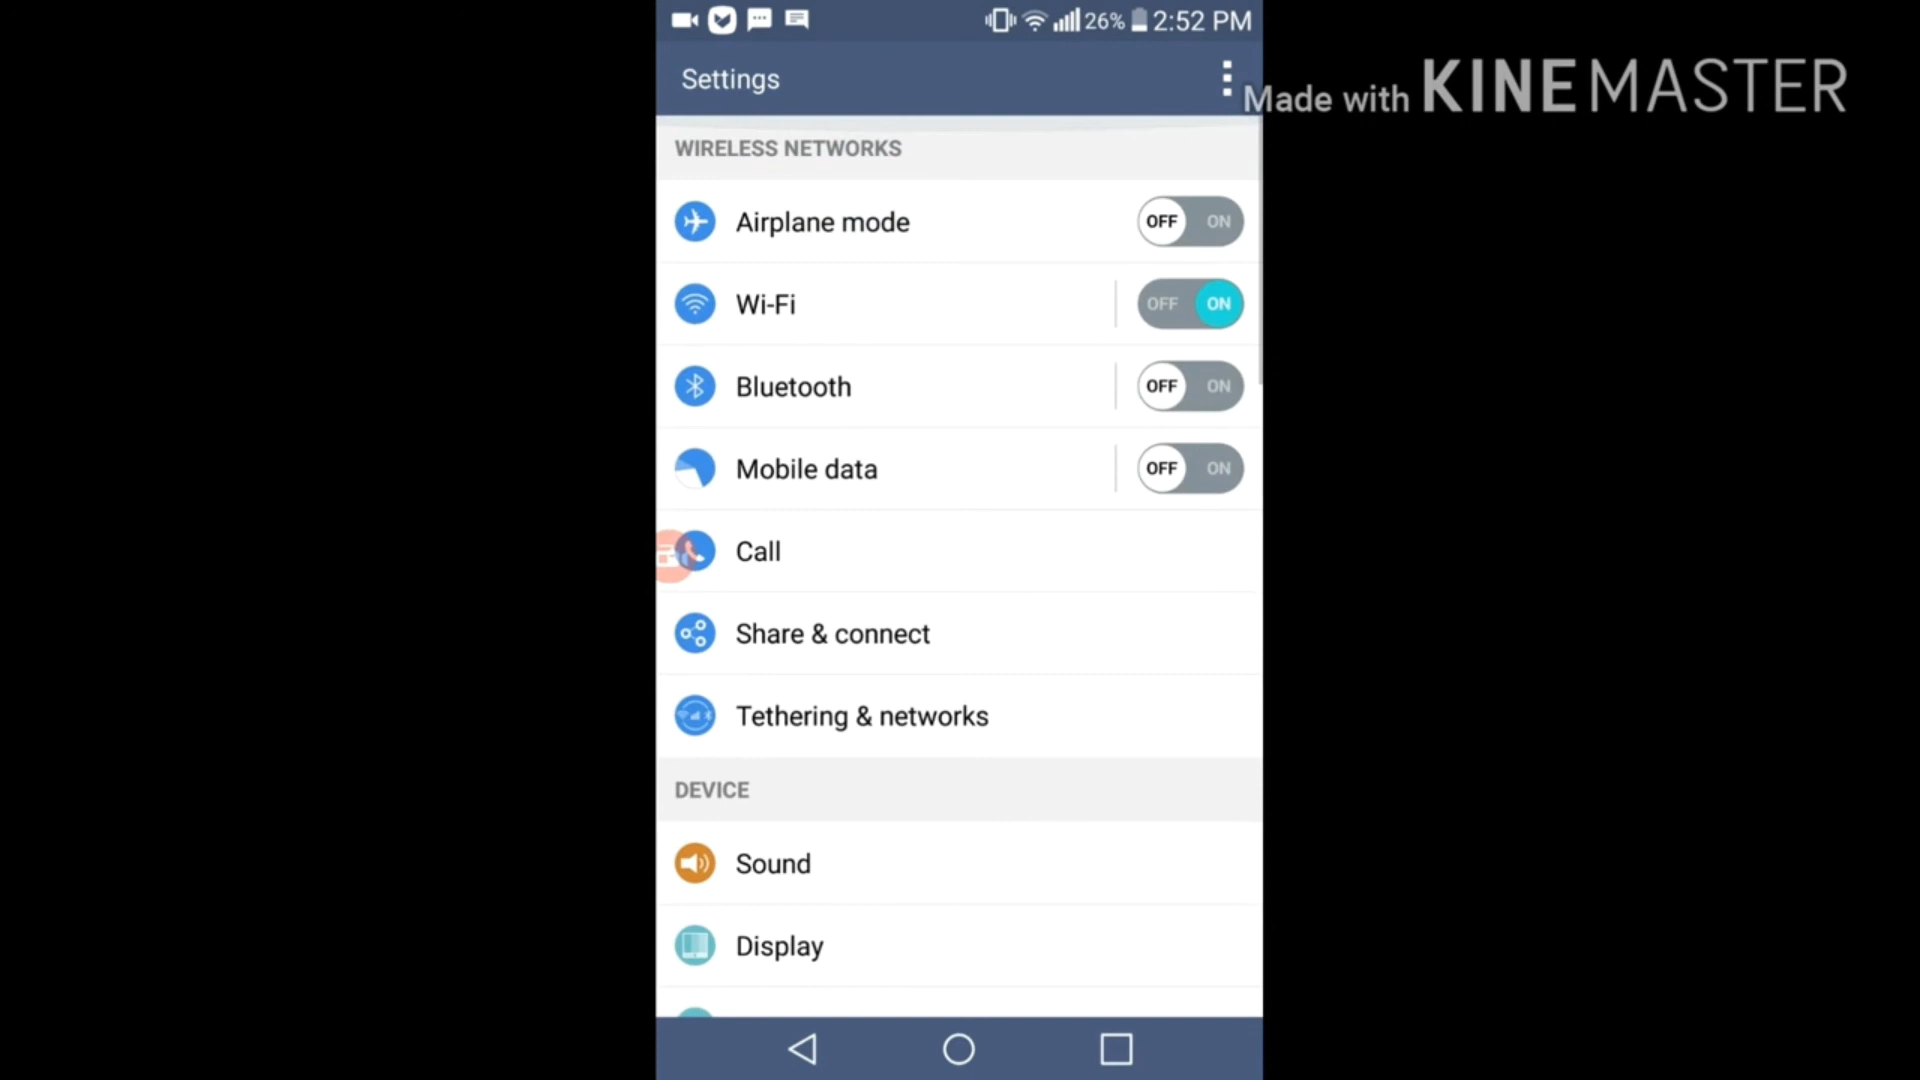 26% 2:52 PM
Settings
Made with KINEMASTER
WIRELESS NETWORKS
Airplane mode OFF ON
Wi-Fi OFF ON
Bluetooth OFF ON
Mobile data OFF ON
Call
Share & connect
Tethering & networks
DEVICE
Sound
Display